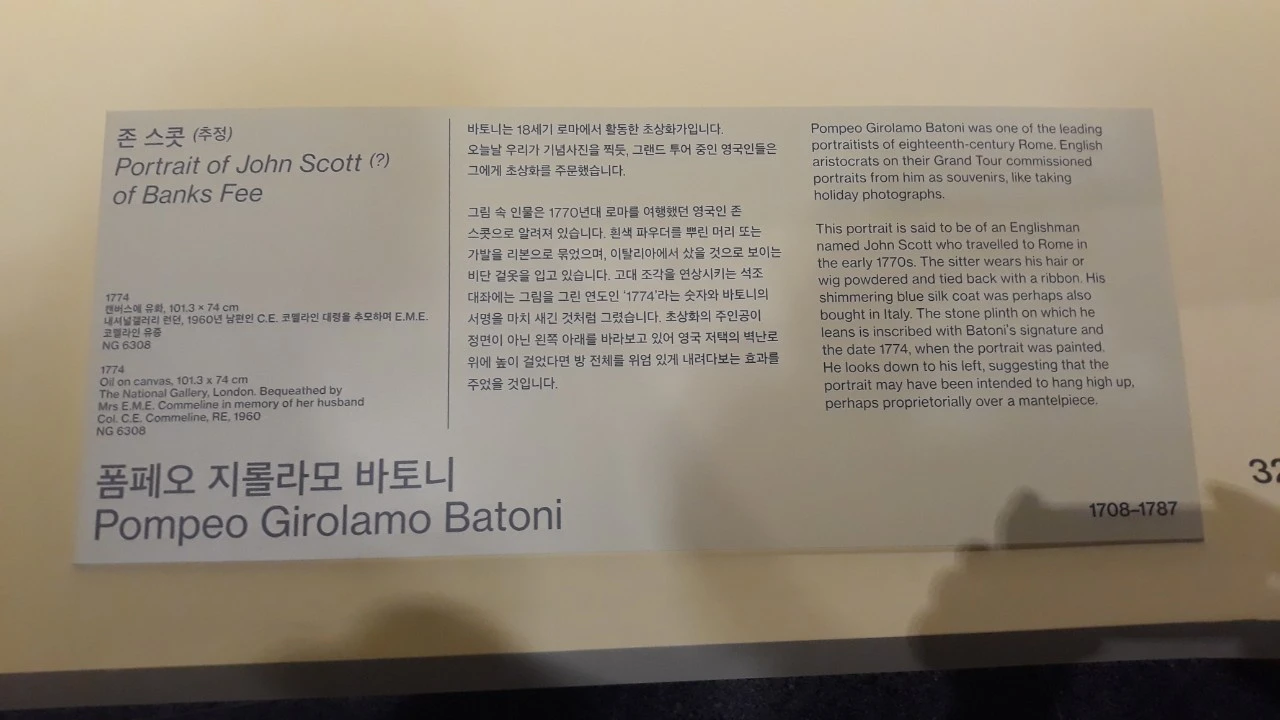 존 스콧 (추정)
Portrait of John Scott (?)
of Banks Fee
1774
캔버스에 유화, 101.3 × 74 cm
내셔널갤러리 런던, 1960년 남편인 C.E. 코멜라인 대령을 추모하며 E.M.E.
코멜라인 유증
NG 6308
1774
Oil on canvas, 101.3 x 74 cm
The National Gallery, London. Bequeathed by
Mrs E.M.E. Commeline in memory of her husband
Col. C.E. Commeline, RE, 1960
NG 6308
바토니는 18세기 로마에서 활동한 초상화가입니다.
오늘날 우리가 기념사진을 찍듯, 그랜드 투어 중인 영국인들은
그에게 초상화를 주문했습니다.
그림 속 인물은 1770년대 로마를 여행했던 영국인 존
스콧으로 알려져 있습니다. 흰색 파우더를 뿌린 머리 또는
가발을 리본으로 묶었으며, 이탈리아에서 샀을 것으로 보이는
비단 겉옷을 입고 있습니다. 고대 조각을 연상시키는 석조
대좌에는 그림을 그린 연도인 '1774'라는 숫자와 바토니의
서명을 마치 새긴 것처럼 그렸습니다. 초상화의 주인공이
정면이 아닌 왼쪽 아래를 바라보고 있어 영국 저택의 벽난로
위에 높이 걸었다면 방 전체를 위엄 있게 내려다보는 효과를
주었을 것입니다.
Pompeo Girolamo Batoni was one of the leading
portraitists of eighteenth-century Rome. English
aristocrats on their Grand Tour commissioned
portraits from him as souvenirs, like taking
holiday photographs.
This portrait is said to be of an Englishman
named John Scott who travelled to Rome in
the early 1770s. The sitter wears his hair or
wig powdered and tied back with a ribbon. His
shimmering blue silk coat was perhaps also
bought in Italy. The stone plinth on which he
leans is inscribed with Batoni's signature and
the date 1774, when the portrait was painted.
He looks down to his left, suggesting that the
portrait may have been intended to hang high up,
perhaps proprietorially over a mantelpiece.
폼페오 지롤라모 바토니
Pompeo Girolamo Batoni
1708–1787
32